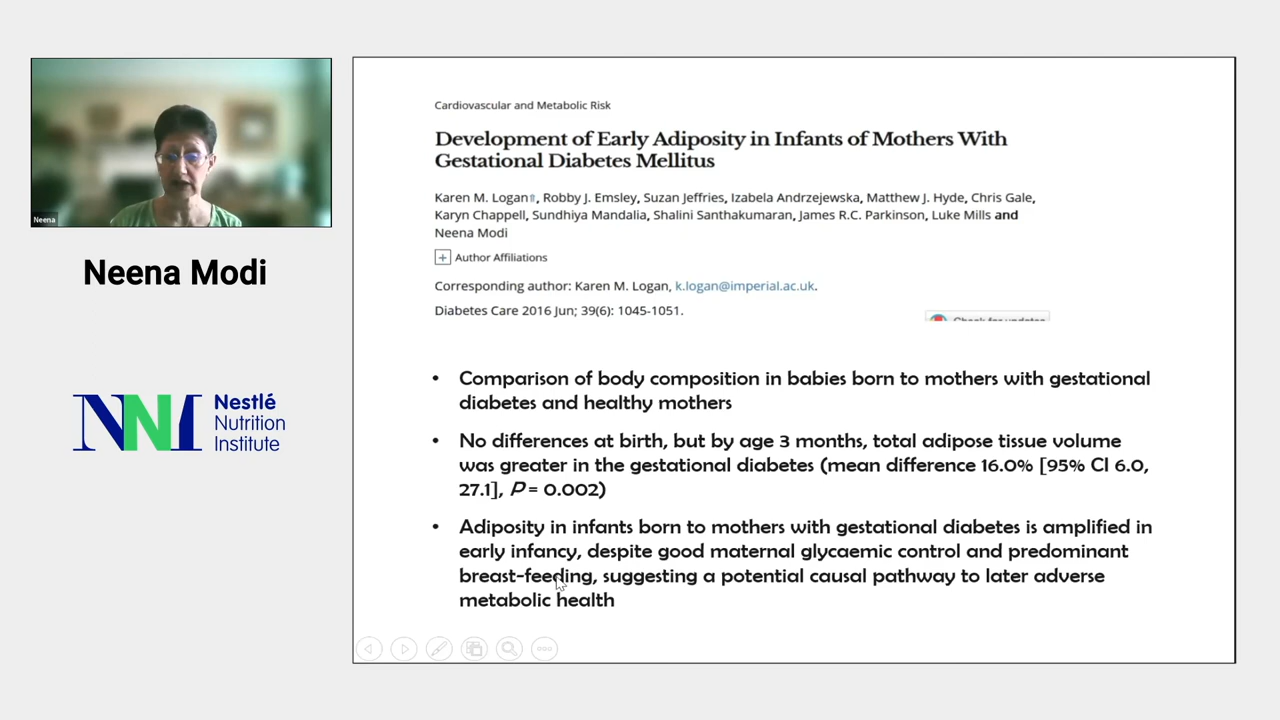 Neena
Neena Modi
NNI
Nestlé
Nutrition
Institute
Cardiovascular and Metabolic Risk
Development of Early Adiposity in Infants of Mothers With
Gestational Diabetes Mellitus
Karen M. Logan, Robby J. Emsley, Suzan Jeffries, Izabela Andrzejewska, Matthew J. Hyde, Chris Gale,
Karyn Chappell, Sundhiya Mandalia, Shalini Santhakumaran, James R.C. Parkinson, Luke Mills and
Neena Modi
+ Author Affiliations
Corresponding author: Karen M. Logan, k.logan@imperial.ac.uk.
Diabetes Care 2016 Jun; 39(6): 1045-1051.
Check for updates
• Comparison of body composition in babies born to mothers with gestational
diabetes and healthy mothers
• No differences at birth, but by age 3 months, total adipose tissue volume
was greater in the gestational diabetes (mean difference 16.0% [95% CI 6.0,
27.1], P = 0.002)
• Adiposity in infants born to mothers with gestational diabetes is amplified in
early infancy, despite good maternal glycaemic control and predominant
breast-feeding, suggesting a potential causal pathway to later adverse
metabolic health